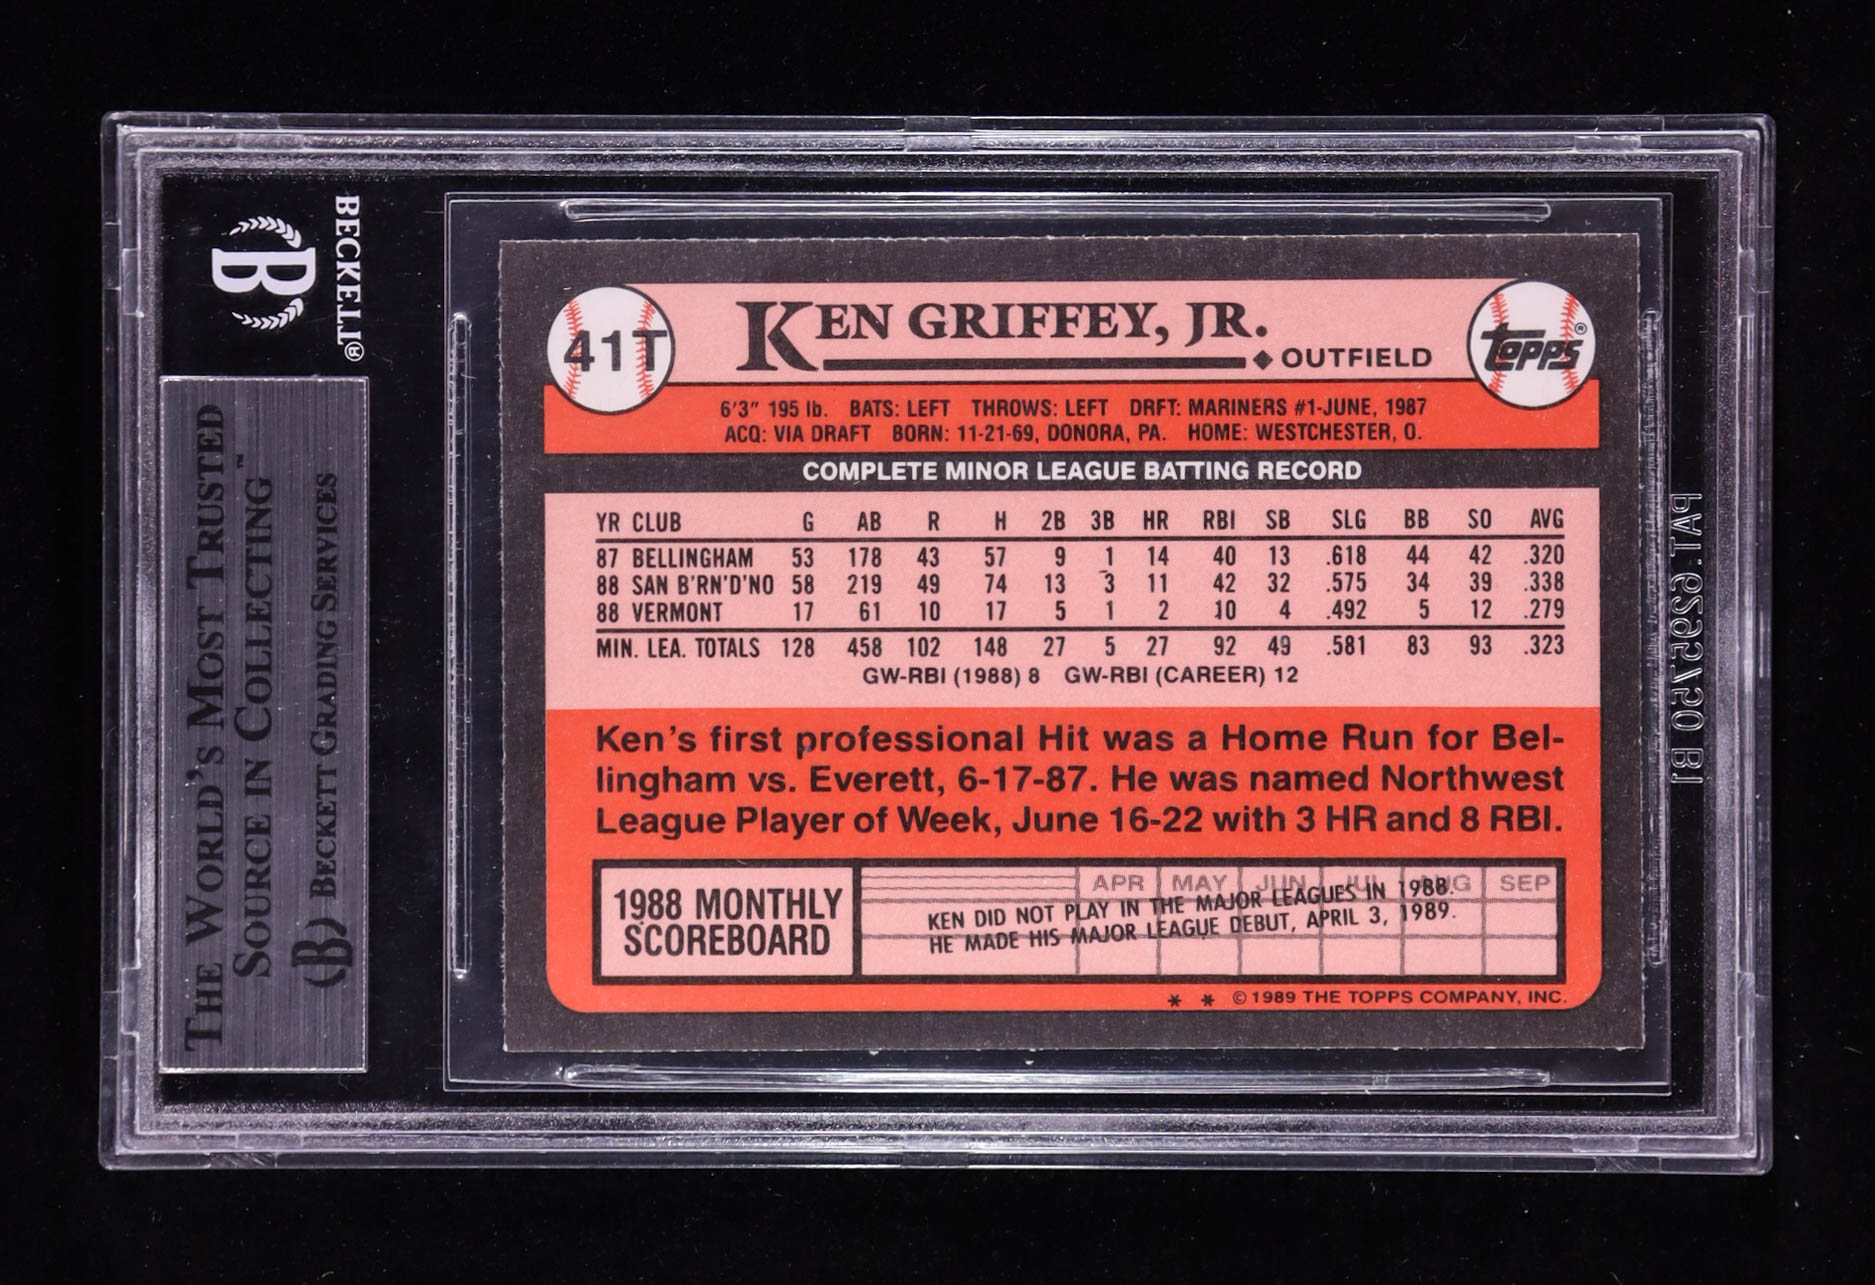 BECKETT®
B
THE WORLD'S MOST TRUSTED
SOURCE IN COLLECTING™
(B) BECKETT GRADING SERVICES
41T
KEN GRIFFEY, JR.
◆ OUTFIELD
topps®
6'3" 195 lb. BATS: LEFT THROWS: LEFT DRFT: MARINERS #1-JUNE, 1987
ACQ: VIA DRAFT BORN: 11-21-69, DONORA, PA. HOME: WESTCHESTER, O.
COMPLETE MINOR LEAGUE BATTING RECORD
YR CLUB G AB R H 2B 3B HR RBI SB SLG BB SO AVG
87 BELLINGHAM 53 178 43 57 9 1 14 40 13 .618 44 42 .320
88 SAN B'RN'D'NO 58 219 49 74 13 3 11 42 32 .575 34 39 .338
88 VERMONT 17 61 10 17 5 1 2 10 4 .492 5 12 .279
MIN. LEA. TOTALS 128 458 102 148 27 5 27 92 49 .581 83 93 .323
GW-RBI (1988) 8 GW-RBI (CAREER) 12
Ken's first professional Hit was a Home Run for Bel-
lingham vs. Everett, 6-17-87. He was named Northwest
League Player of Week, June 16-22 with 3 HR and 8 RBI.
1988 MONTHLY
SCOREBOARD
APR MAY JUN JUL AUG SEP
KEN DID NOT PLAY IN THE MAJOR LEAGUES IN 1988.
HE MADE HIS MAJOR LEAGUE DEBUT, APRIL 3, 1989.
* * © 1989 THE TOPPS COMPANY, INC.
PAT. 6295750 B1